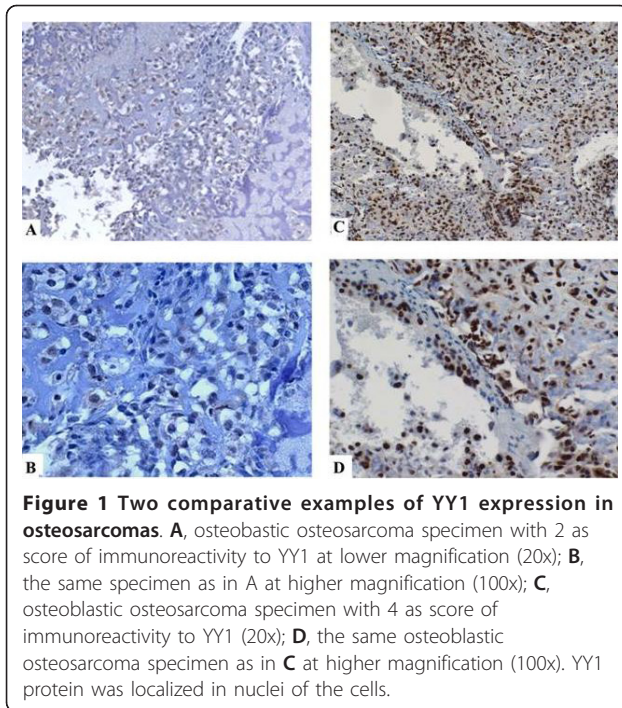 A
C
B
D
Figure 1 Two comparative examples of YY1 expression in
osteosarcomas. A, osteobastic osteosarcoma specimen with 2 as
score of immunoreactivity to YY1 at lower magnification (20x); B,
the same specimen as in A at higher magnification (100x); C,
osteoblastic osteosarcoma specimen with 4 as score of
immunoreactivity to YY1 (20x); D, the same osteoblastic
osteosarcoma specimen as in C at higher magnification (100x). YY1
protein was localized in nuclei of the cells.